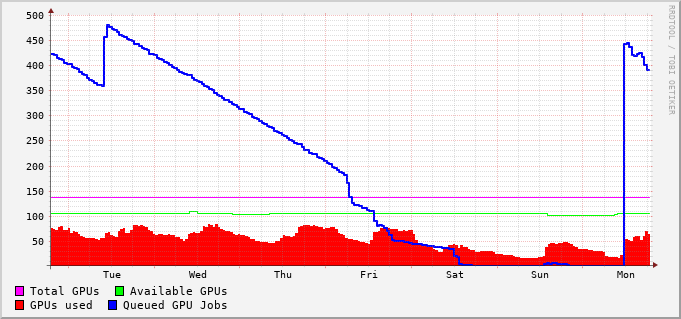 500
450
400
350
300
250
200
150
100
50
Tue Wed Thu Fri Sat Sun Mon
Total GPUs Available GPUs
GPUs used Queued GPU Jobs
RRDTOOL / TOBI OETIKER